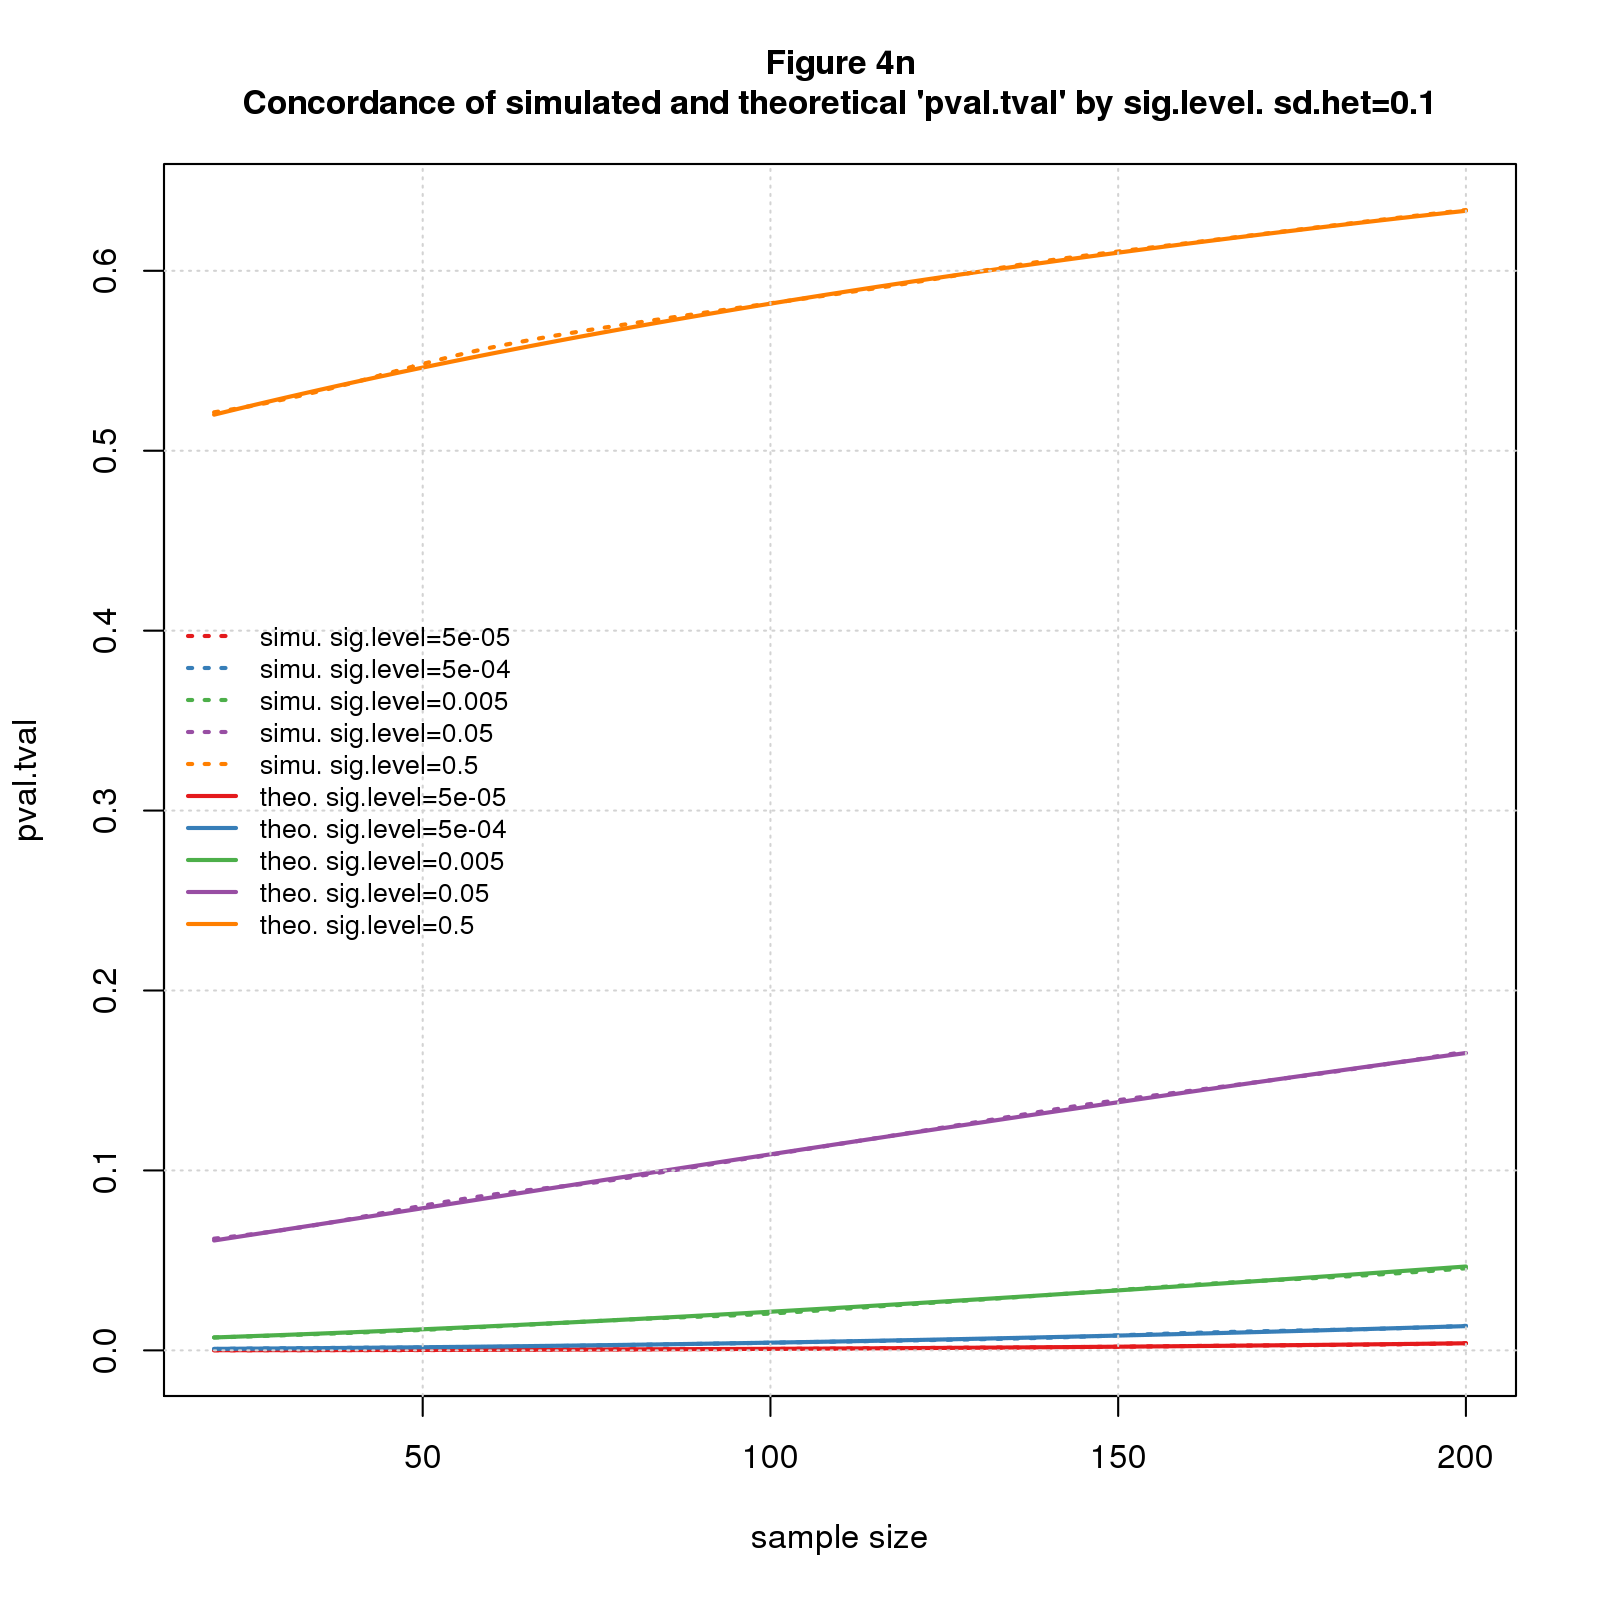 Figure 4n
Concordance of simulated and theoretical 'pval.tval' by sig.level. sd.het=0.1
pval.tval
0.6
0.5
0.4
0.3
0.2
0.1
0.0
simu. sig.level=5e-05
simu. sig.level=5e-04
simu. sig.level=0.005
simu. sig.level=0.05
simu. sig.level=0.5
theo. sig.level=5e-05
theo. sig.level=5e-04
theo. sig.level=0.005
theo. sig.level=0.05
theo. sig.level=0.5
50 100 150 200
sample size